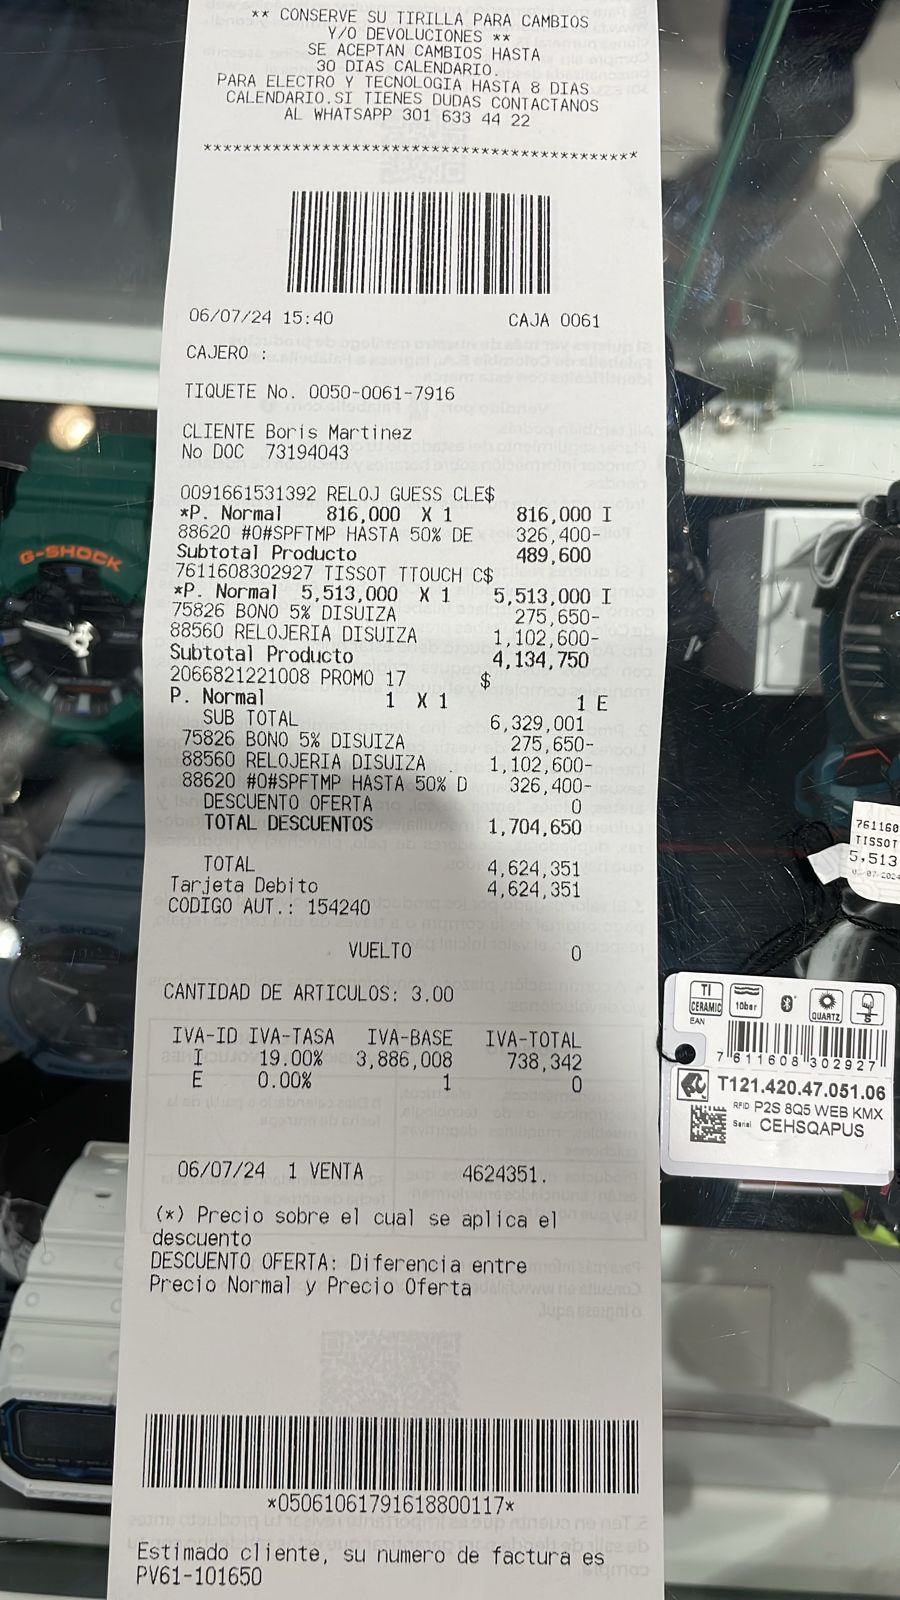 ** CONSERVE SU TIRILLA PARA CAMBIOS
Y/O DEVOLUCIONES **
SE ACEPTAN CAMBIOS HASTA
30 DIAS CALENDARIO.
PARA ELECTRO Y TECNOLOGIA HASTA 8 DIAS
CALENDARIO.SI TIENES DUDAS CONTACTANOS
AL WHATSAPP 301 633 44 22
******************************************
06/07/24 15:40 CAJA 0061
CAJERO :
TIQUETE No. 0050-0061-7916
CLIENTE Boris Martinez
No DOC 73194043
0091661531392 RELOJ GUESS CLE$
*P. Normal 816,000 X 1 816,000 I
88620 #0#SPFTMP HASTA 50% DE 326,400-
Subtotal Producto 489,600
7611608302927 TISSOT TTOUCH C$
*P. Normal 5,513,000 X 1 5,513,000 I
75826 BONO 5% DISUIZA 275,650-
88560 RELOJERIA DISUIZA 1,102,600-
Subtotal Producto 4,134,750
2066821221008 PROMO 17 $
P. Normal 1 X 1 1 E
SUB TOTAL 6,329,001
75826 BONO 5% DISUIZA 275,650-
88560 RELOJERIA DISUIZA . 1,102,600-
88620 #0#SPFTMP HASTA 50% D 326,400-
DESCUENTO OFERTA 0
TOTAL DESCUENTOS 1,704,650
TOTAL 4,624,351
Tarjeta Debito 4,624,351
CODIGO AUT.: 154240
VUELTO 0
CANTIDAD DE ARTICULOS: 3.00
IVA-ID IVA-TASA IVA-BASE IVA-TOTAL
I 19.00% 3,886,008 738,342
E 0.00% 1 0
06/07/24 1 VENTA 4624351.
(*) Precio sobre el cual se aplica el
descuento
DESCUENTO OFERTA: Diferencia entre
Precio Normal y Precio Oferta
*05061061791618800117*
Estimado cliente, su numero de factura es
PV61-101650
G-SHOCK
761160
TISSOT
5,513
TI
CERAMIC
10bar
QUARTZ
EAN
7 611608 302927
T121.420.47.051.06
RFID P2S 8Q5 WEB KMX
Serial CEHSQAPUS